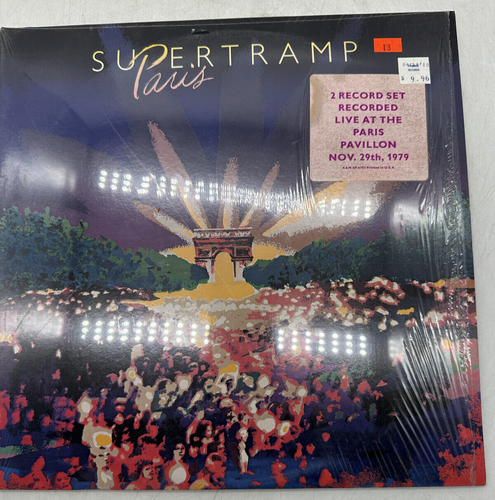 SUPERTRAMP
Paris
13
$ 9.96
2 RECORD SET
RECORDED
LIVE AT THE
PARIS
PAVILLON
NOV. 29th, 1979